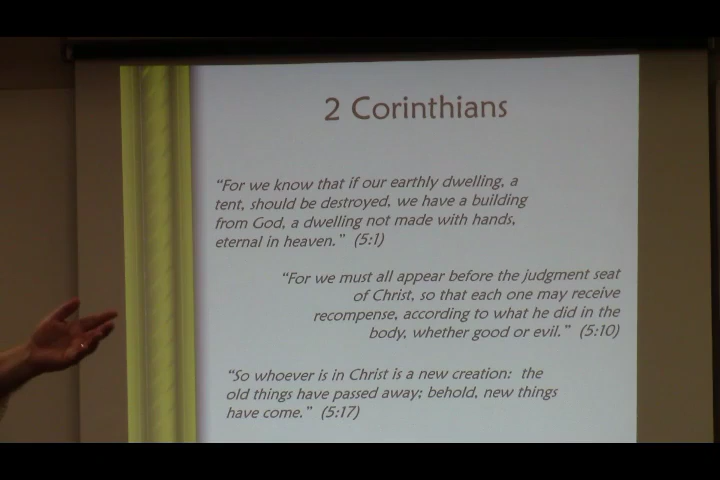 2 Corinthians
“For we know that if our earthly dwelling, a
tent, should be destroyed, we have a building
from God, a dwelling not made with hands,
eternal in heaven.” (5:1)
“For we must all appear before the judgment seat
of Christ, so that each one may receive
recompense, according to what he did in the
body, whether good or evil.” (5:10)
“So whoever is in Christ is a new creation: the
old things have passed away; behold, new things
have come.” (5:17)